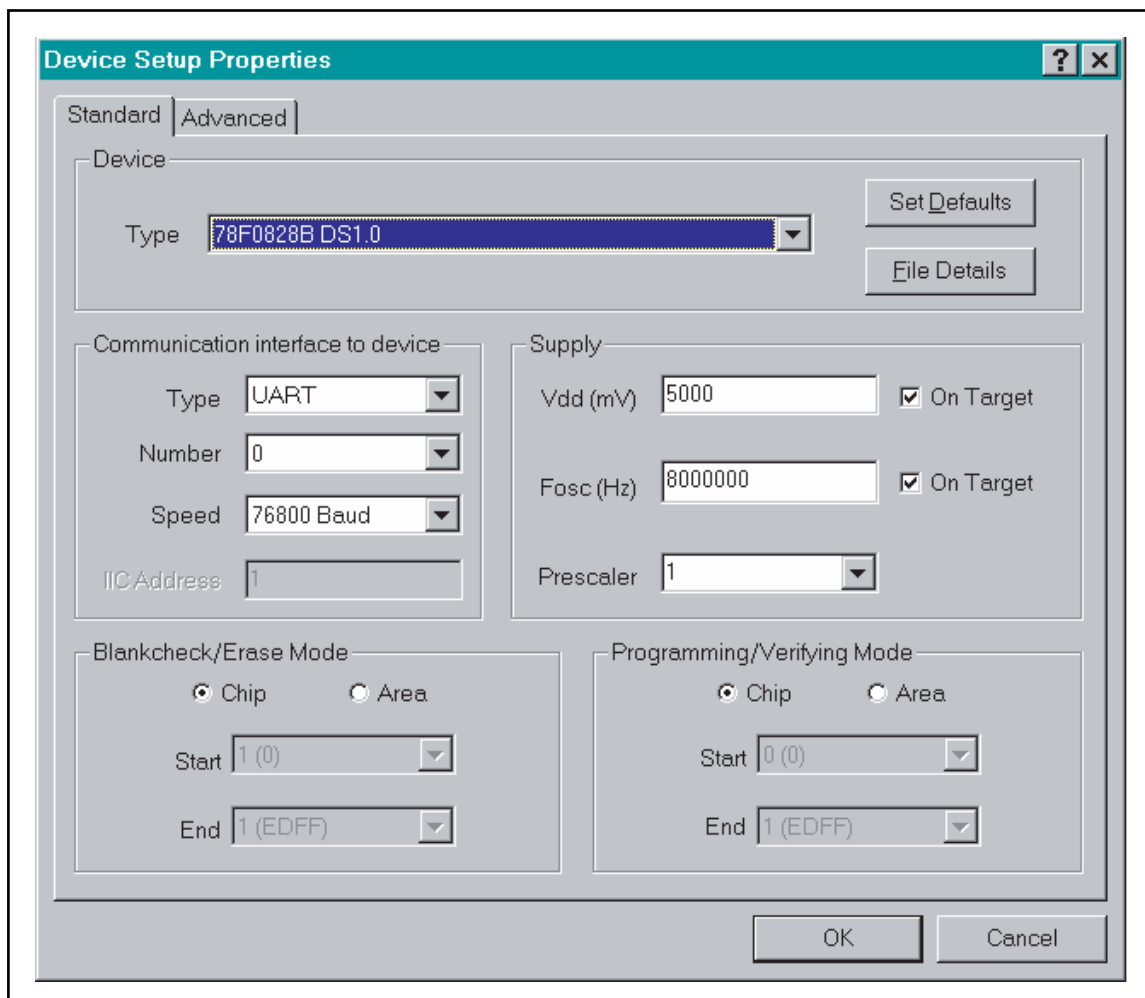 Device Setup Properties
Standard Advanced
Device
Type 78F0828B DS1.0
Set Defaults
File Details
Communication interface to device
Type UART
Number 0
Speed 76800 Baud
IIC Address 1
Supply
Vdd (mV) 5000 On Target
Fosc (Hz) 8000000 On Target
Prescaler 1
Blankcheck/Erase Mode
Chip Area
Start 1 (0)
End 1 (EDFF)
Programming/Verifying Mode
Chip Area
Start 0 (0)
End 1 (EDFF)
OK Cancel